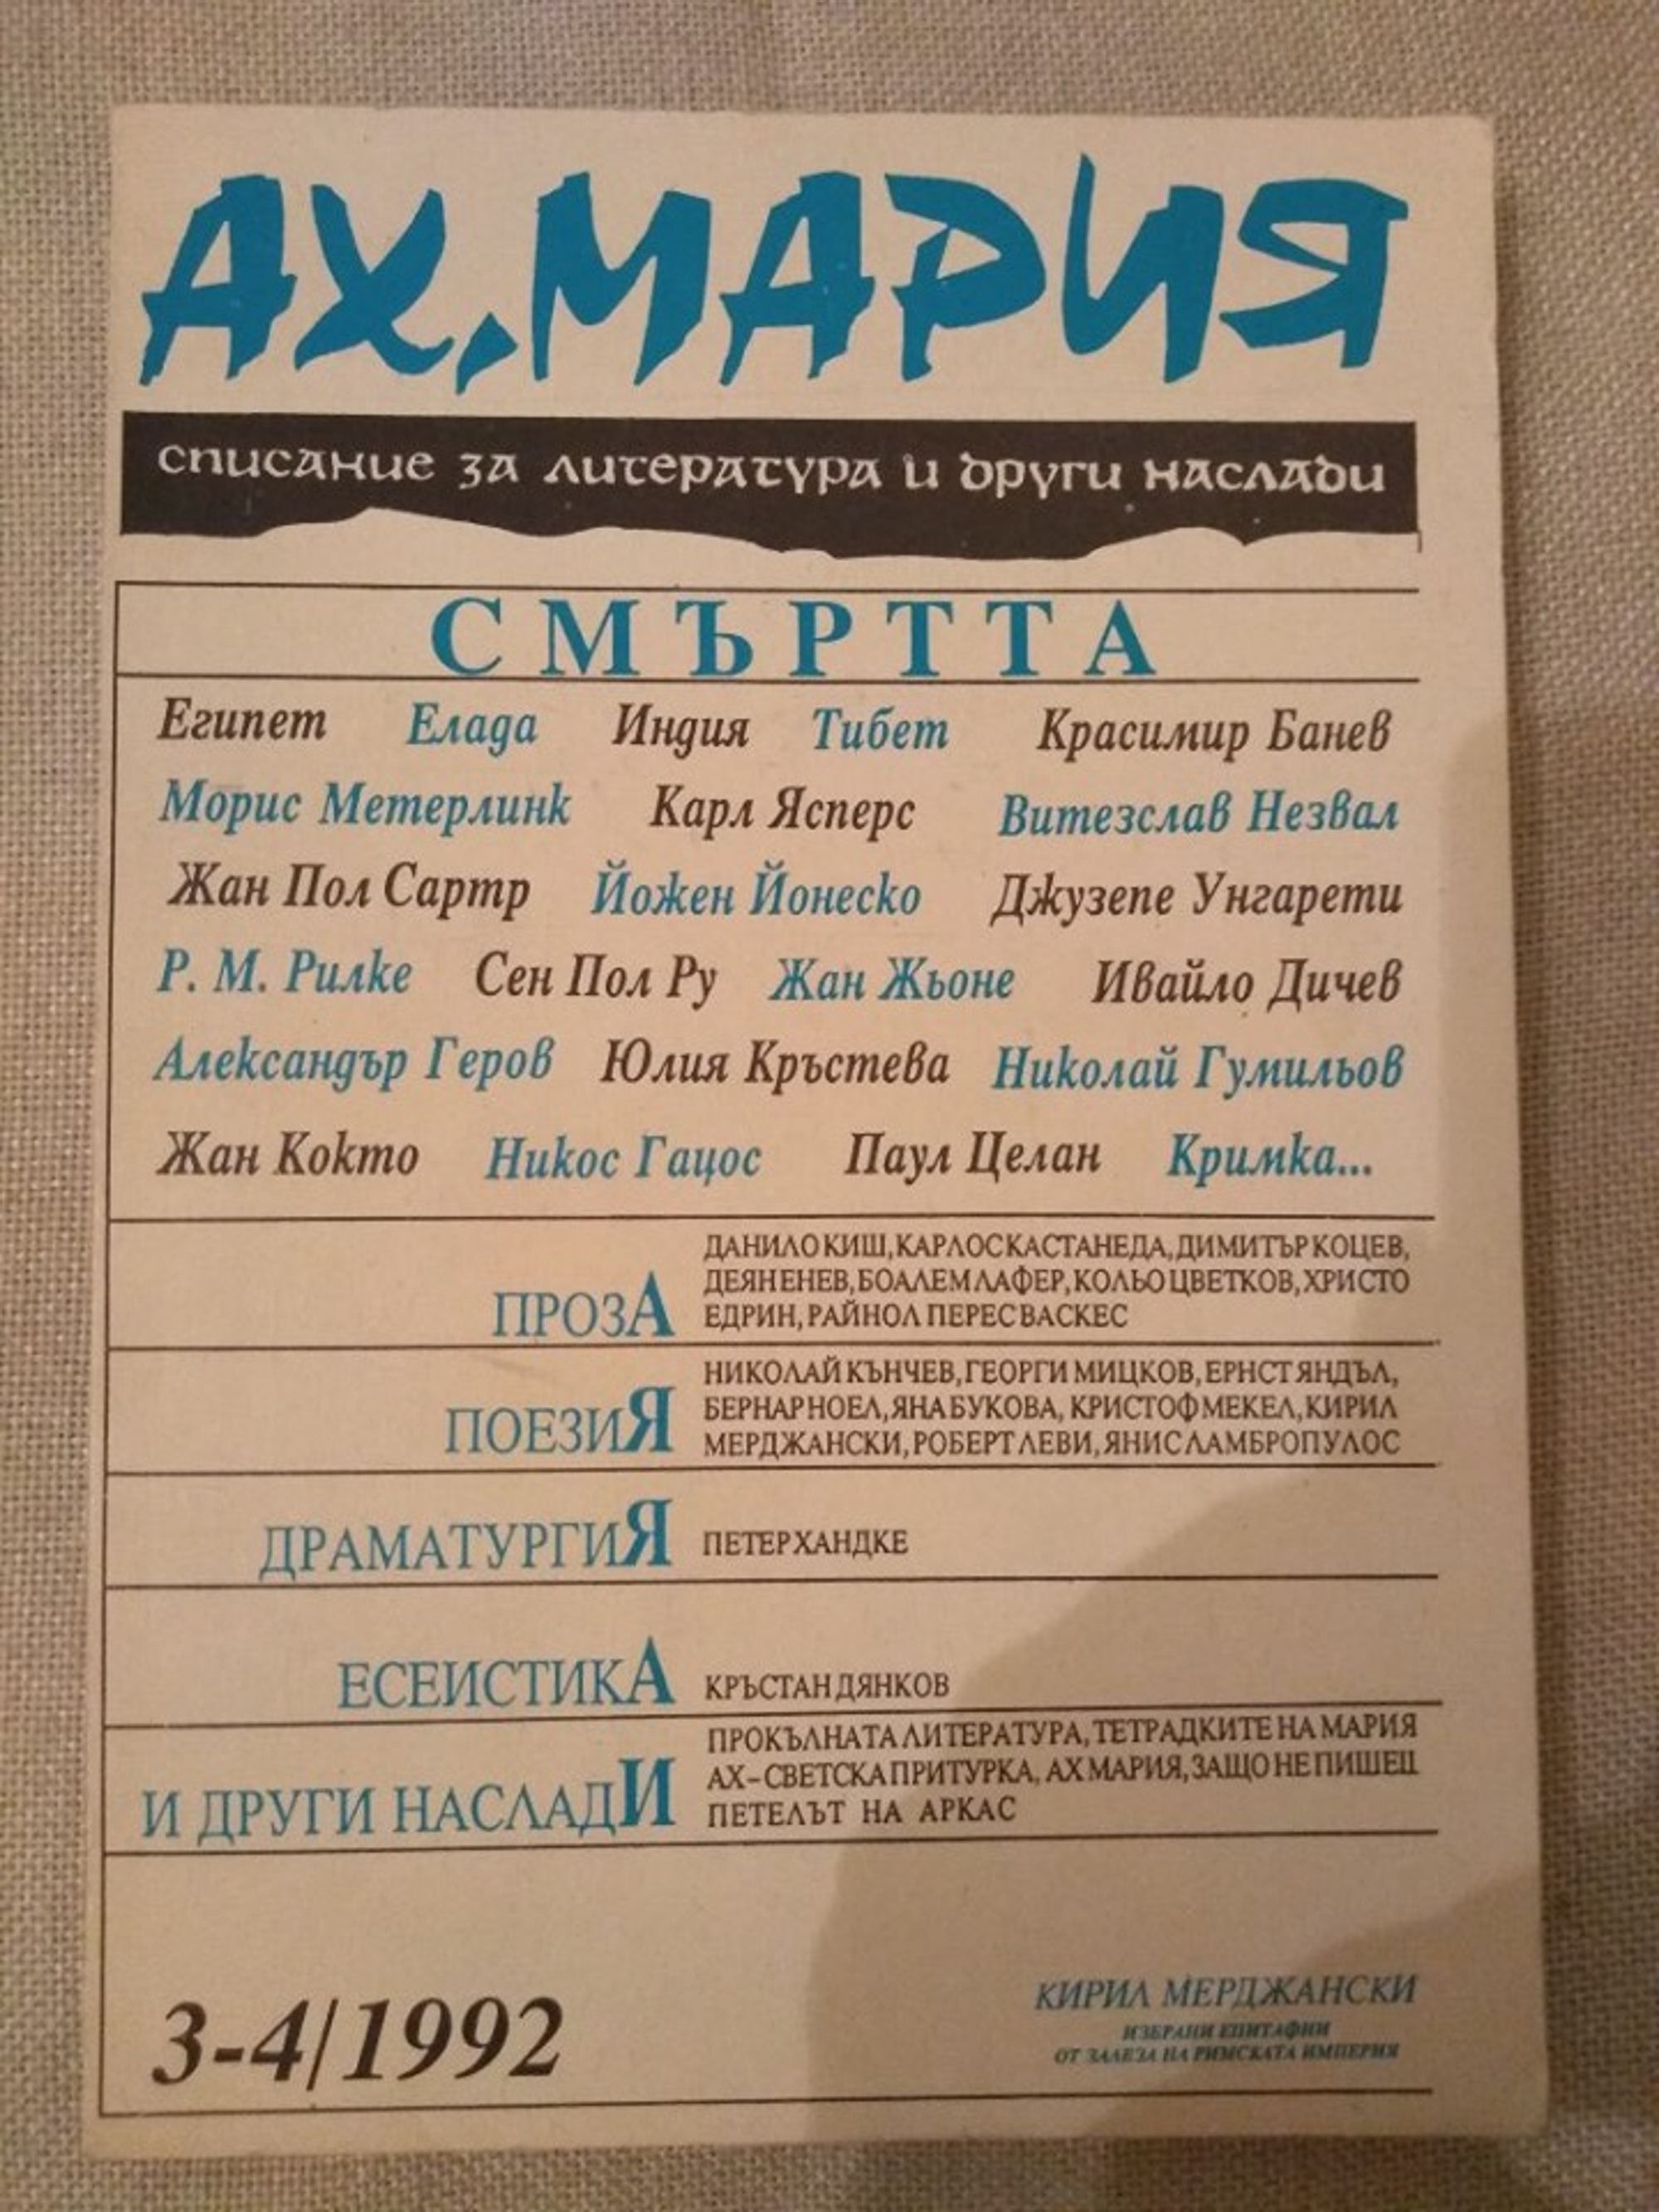 АХ, МАРИЯ
списание за литература и други наслади
СМЪРТТА
Египет Елада Индия Тибет Красимир Банев
Морис Метерлинк Карл Ясперс Витезслав Незвал
Жан Пол Сартр Йожен Йонеско Джузепе Унгарети
Р. М. Рилке Сен Пол Ру Жан Жьоне Ивайло Дичев
Александър Геров Юлия Кръстева Николай Гумильов
Жан Кокто Никос Гацос Паул Целан Кримка...
ПРОЗА
ДАНИЛО КИШ, КАРЛОС КАСТАНЕДА, ДИМИТЪР КОЦЕВ,
ДЕЯН ЕНЕВ, БОАЛЕМ ЛАФЕР, КОЛЬО ЦВЕТКОВ, ХРИСТО
ЕДРИН, РАЙНОЛ ПЕРЕС ВАСКЕС
ПОЕЗИЯ
НИКОЛАЙ КЪНЧЕВ, ГЕОРГИ МИЦКОВ, ЕРНСТ ЯНДЪЛ,
БЕРНАР НОЕЛ, ЯНА БУКОВА, КРИСТОФ МЕКЕЛ, КИРИЛ
МЕРДЖАНСКИ, РОБЕРТ ЛЕВИ, ЯНИС ЛАМБРОПУЛОС
ДРАМАТУРГИЯ
ПЕТЕР ХАНДКЕ
ЕСЕИСТИКА
КРЪСТАН ДЯНКОВ
И ДРУГИ НАСЛАДИ
ПРОКЪЛНАТА ЛИТЕРАТУРА, ТЕТРАДКИТЕ НА МАРИЯ
АХ-СВЕТСКА ПРИТУРКА, АХ МАРИЯ, ЗАЩО НЕ ПИШЕЩ
ПЕТЕЛЪТ НА АРКАС
3-4/1992
КИРИЛ МЕРДЖАНСКИ
ИЗБРАНИ ЕПИТАФИИ
ОТ ЗАЛЕЗА НА РИМСКАТА ИМПЕРИЯ